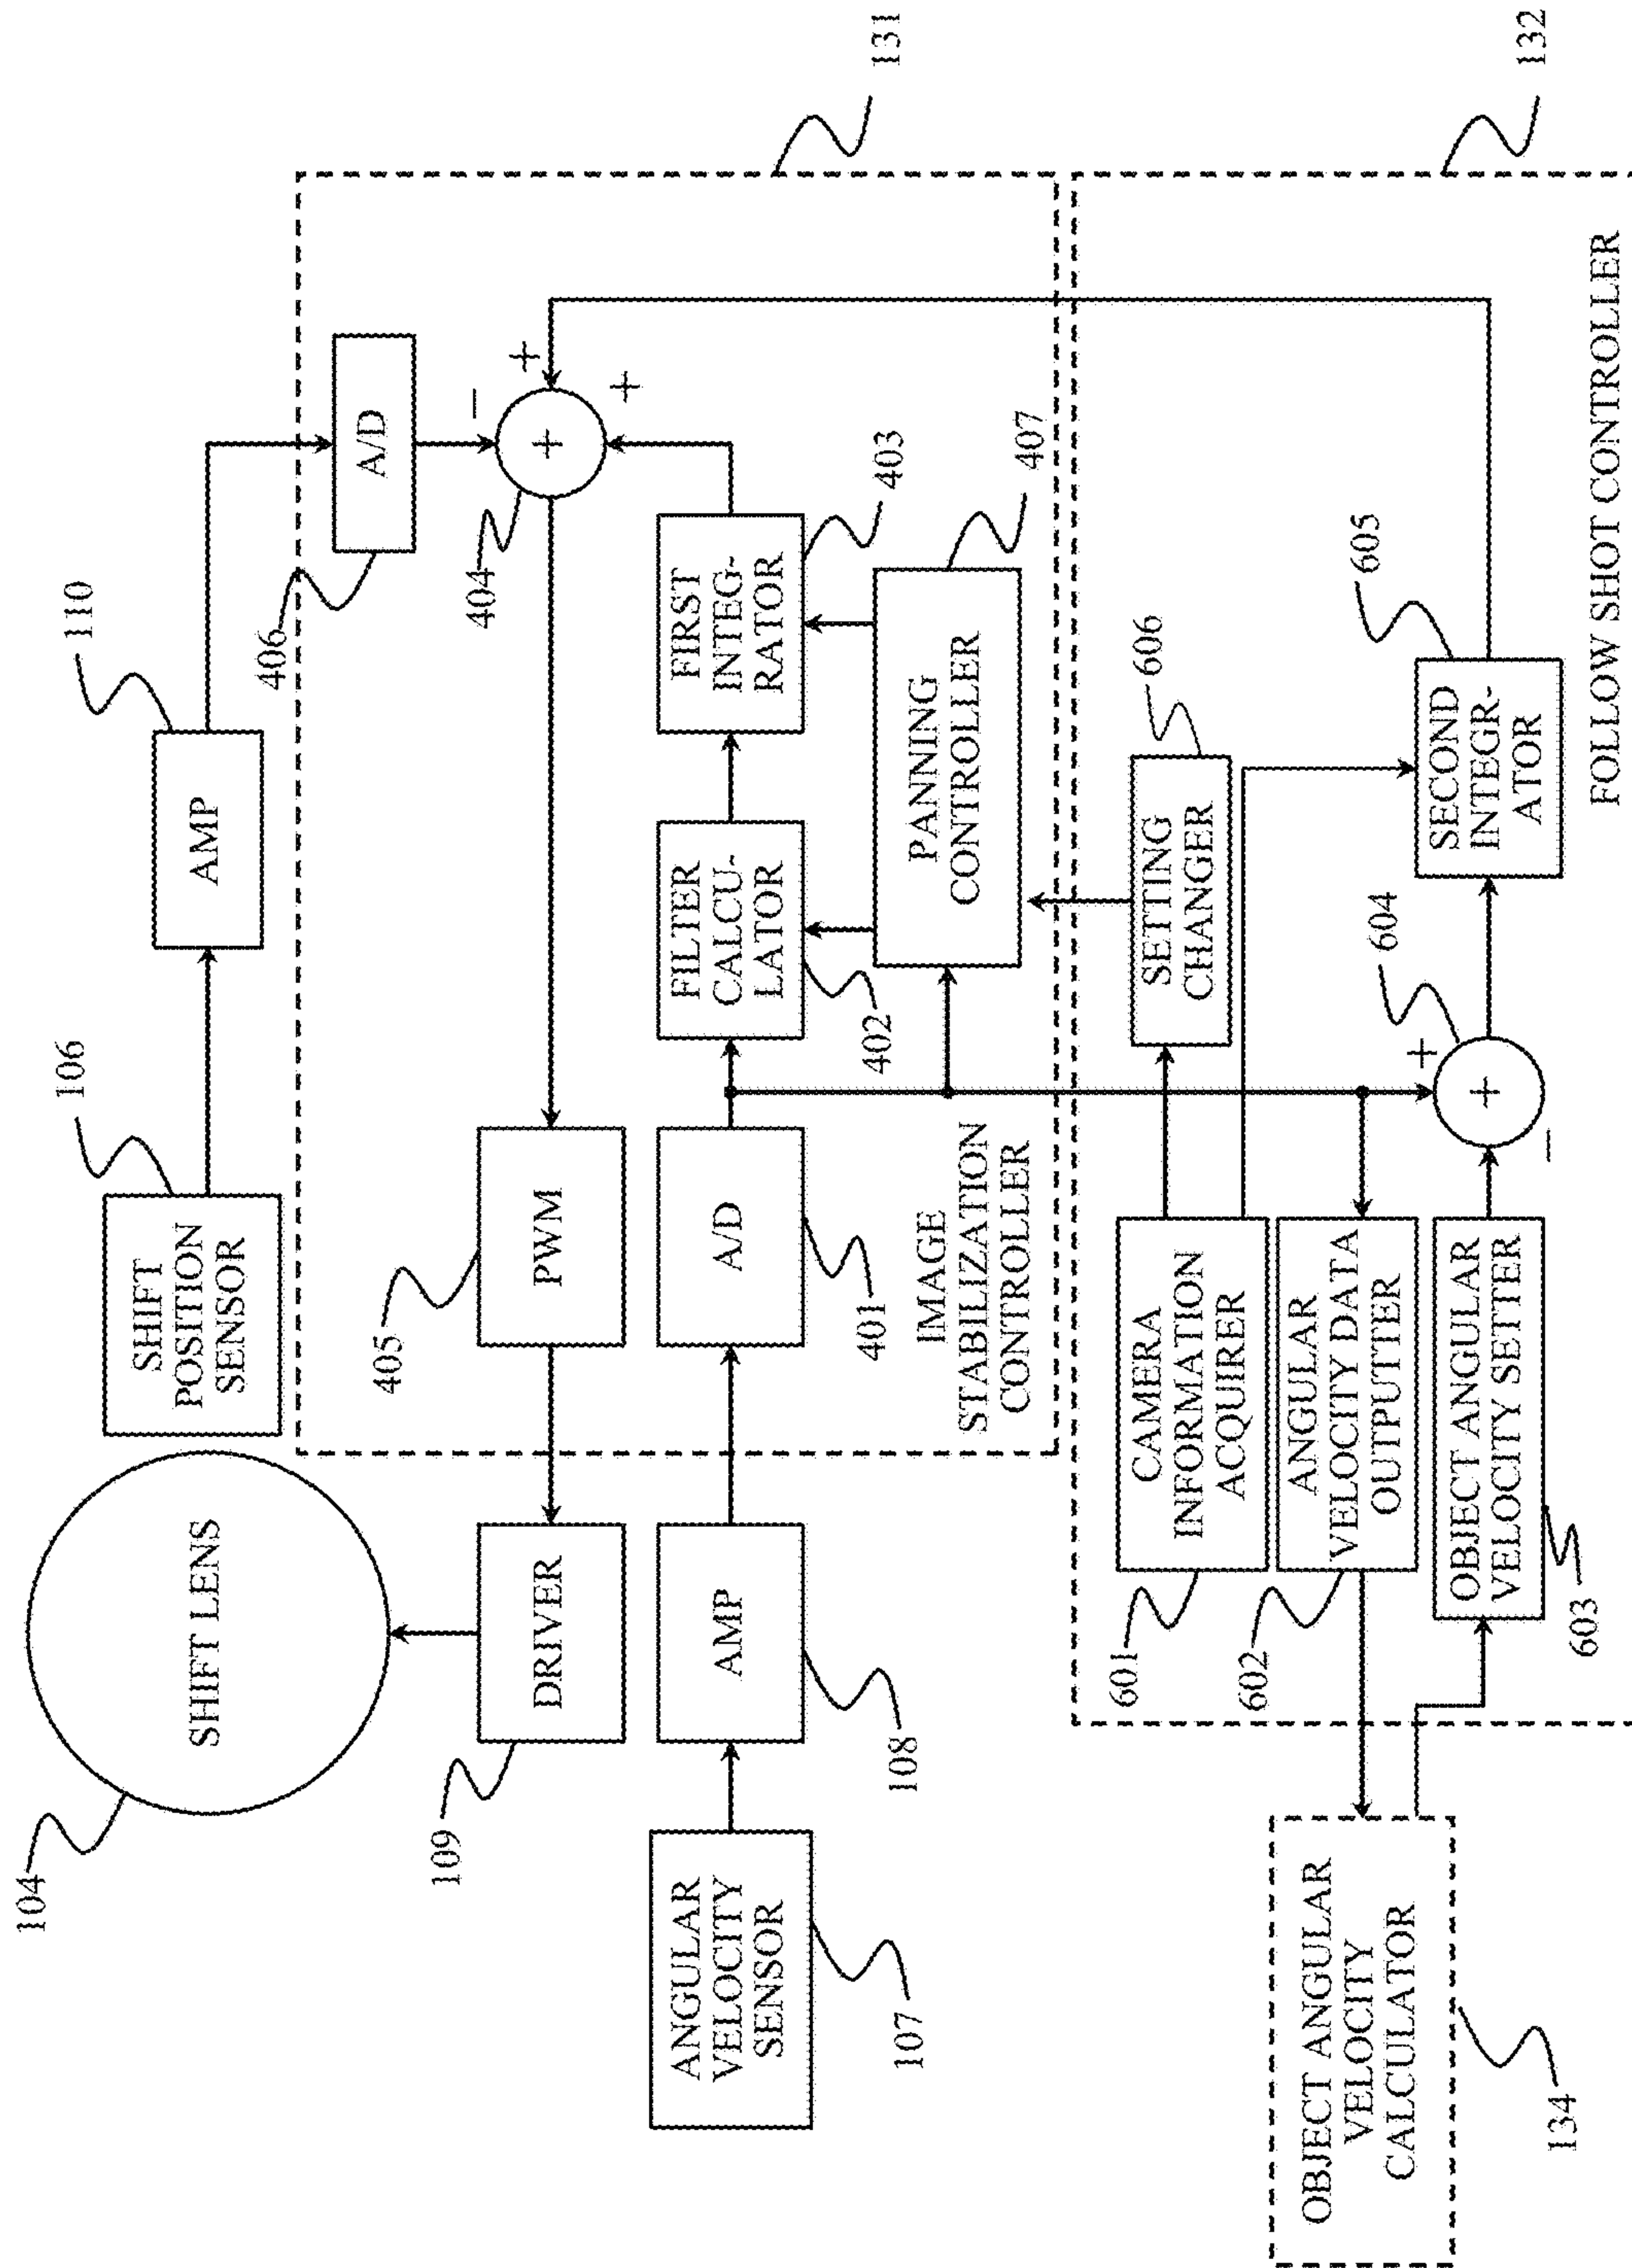 104
SHIFT LENS
106
SHIFT
POSITION
SENSOR
110
AMP
406
A/D
131
109
DRIVER
405
PWM
404
+
−
+
+
107
ANGULAR
VELOCITY
SENSOR
108
AMP
401
A/D
402
FILTER
CALCU-
LATOR
403
FIRST
INTEG-
RATOR
407
PANNING
CONTROLLER
IMAGE
STABILIZATION
CONTROLLER
132
601
CAMERA
INFORMATION
ACQUIRER
606
SETTING
CHANGER
602
ANGULAR
VELOCITY DATA
OUTPUTTER
603
OBJECT ANGULAR
VELOCITY SETTER
604
+
+
−
605
SECOND
INTEGR-
ATOR
134
OBJECT ANGULAR
VELOCITY
CALCULATOR
FOLLOW SHOT CONTROLLER